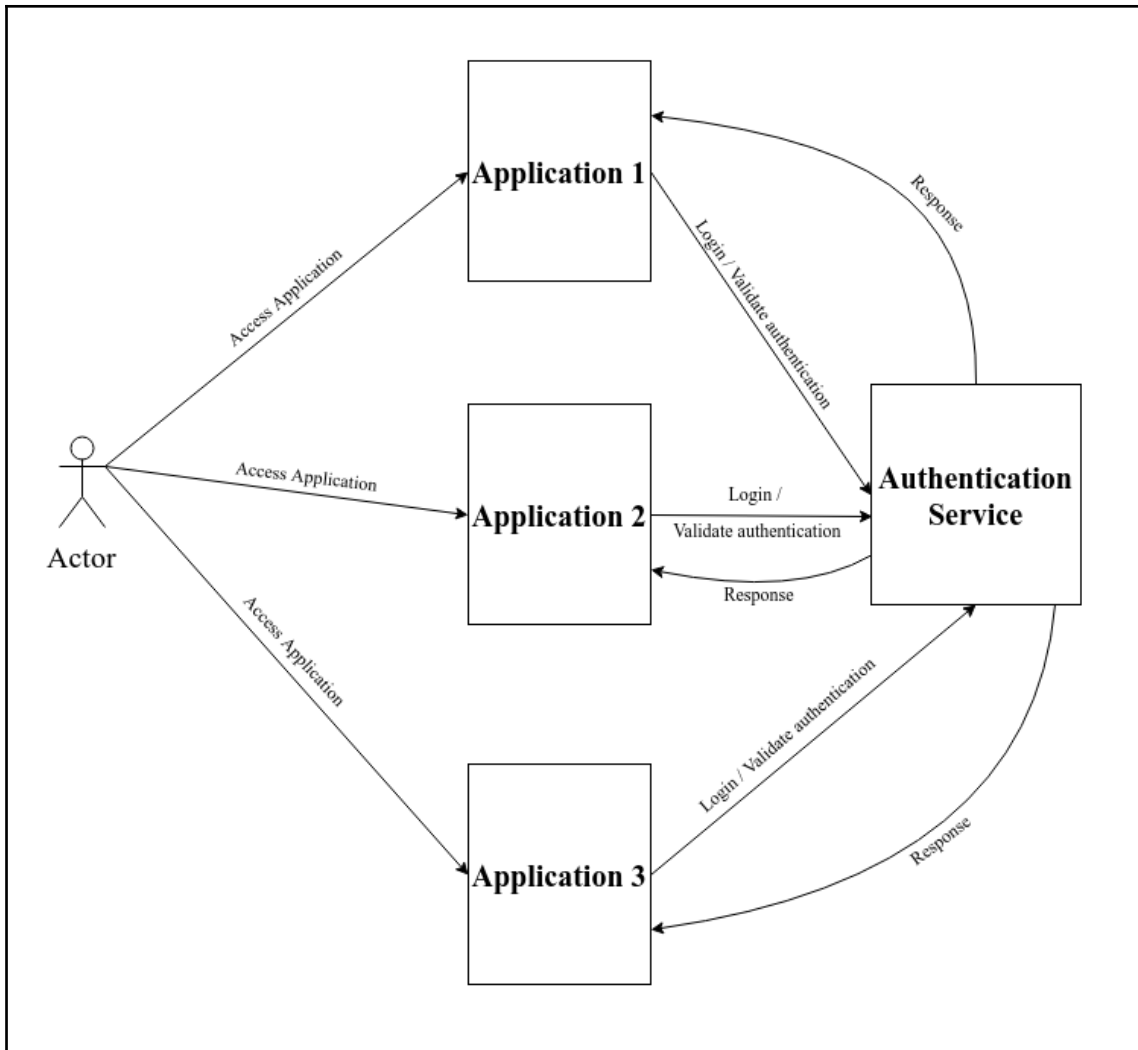 Application 1
Response
Login / Validate authentication
Access Application
Authentication
Service
Access Application
Application 2
Login /
Validate authentication
Response
Actor
Access Application
Login / Validate authentication
Application 3
Response